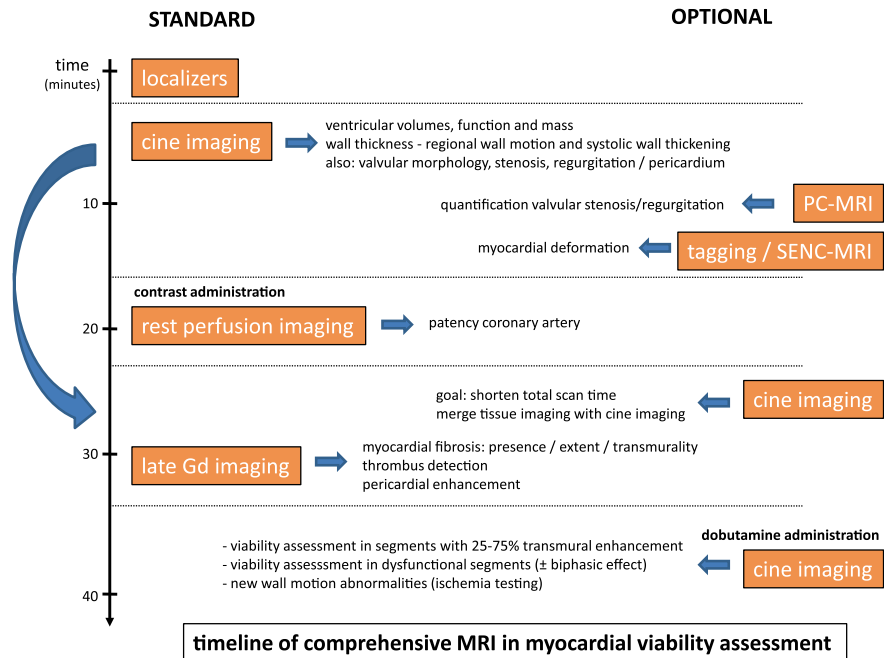 STANDARD
OPTIONAL
time
(minutes)
localizers
cine imaging
ventricular volumes, function and mass
wall thickness - regional wall motion and systolic wall thickening
also: valvular morphology, stenosis, regurgitation / pericardium
10
quantification valvular stenosis/regurgitation
PC-MRI
myocardial deformation
tagging / SENC-MRI
contrast administration
20
rest perfusion imaging
patency coronary artery
goal: shorten total scan time
merge tissue imaging with cine imaging
cine imaging
30
late Gd imaging
myocardial fibrosis: presence / extent / transmurality
thrombus detection
pericardial enhancement
dobutamine administration
- viability assessment in segments with 25-75% transmural enhancement
- viability assesssment in dysfunctional segments (± biphasic effect)
- new wall motion abnormalities (ischemia testing)
cine imaging
40
timeline of comprehensive MRI in myocardial viability assessment